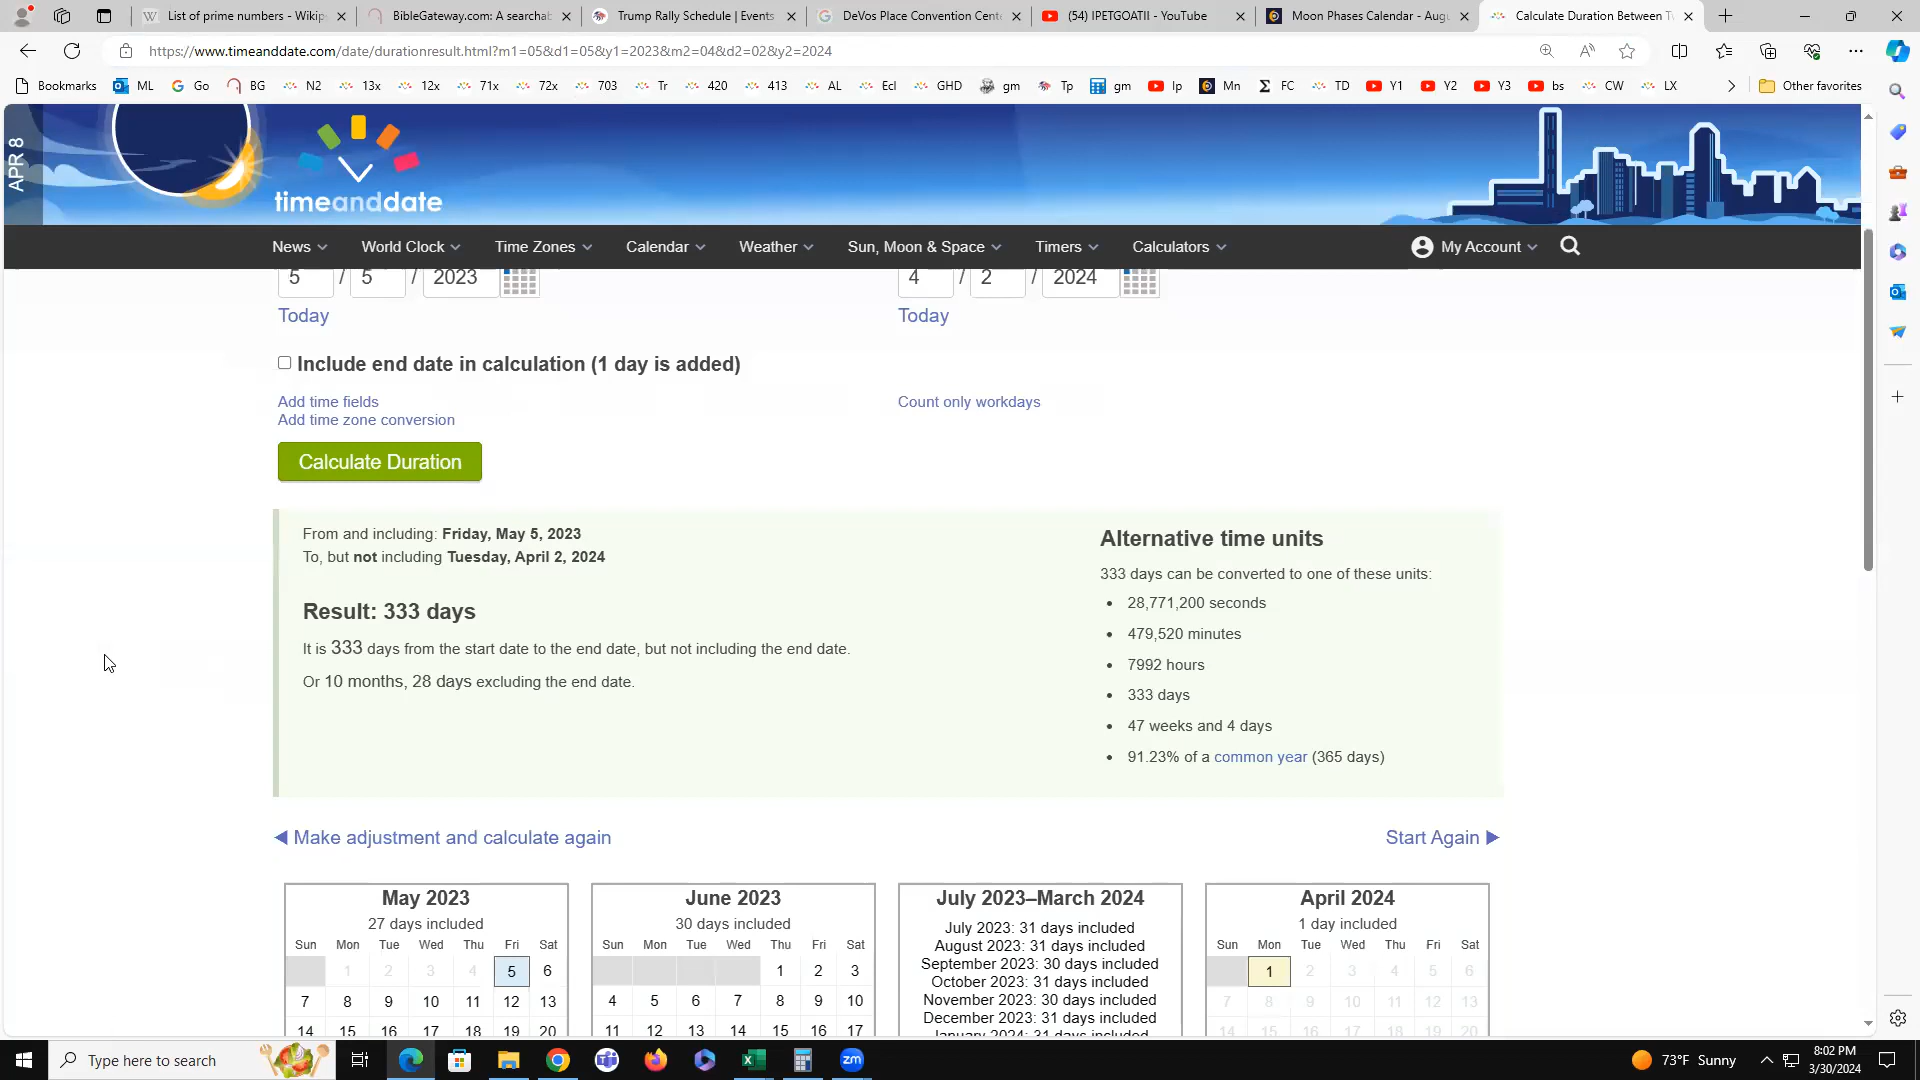 List of prime numbers - Wikip
BibleGateway.com: A searchab
Trump Rally Schedule | Events
DeVos Place Convention Cent
(54) IPETGOATII - YouTube
Moon Phases Calendar - Aug
Calculate Duration Between T
https://www.timeanddate.com/date/durationresult.html?m1=05&d1=05&y1=2023&m2=04&d2=02&y2=2024
Bookmarks ML Go BG N2 13x 12x 71x 72x 703 Tr 420 413 AL Ecl GHD gm Tp gm Ip Mn FC TD Y1 Y2 Y3 bs CW LX Other favorites
APR 8
timeanddate
News World Clock Time Zones Calendar Weather Sun, Moon & Space Timers Calculators My Account
5 / 5 / 2023 4 / 2 / 2024
Today Today
Include end date in calculation (1 day is added)
Add time fields Count only workdays
Add time zone conversion
Calculate Duration
From and including: Friday, May 5, 2023
To, but not including Tuesday, April 2, 2024
Result: 333 days
It is 333 days from the start date to the end date, but not including the end date.
Or 10 months, 28 days excluding the end date.
Alternative time units
333 days can be converted to one of these units:
28,771,200 seconds
479,520 minutes
7992 hours
333 days
47 weeks and 4 days
91.23% of a common year (365 days)
Make adjustment and calculate again Start Again
May 2023
27 days included
Sun Mon Tue Wed Thu Fri Sat
1 2 3 4 5 6
7 8 9 10 11 12 13
14 15 16 17 18 19 20
June 2023
30 days included
Sun Mon Tue Wed Thu Fri Sat
1 2 3
4 5 6 7 8 9 10
11 12 13 14 15 16 17
July 2023–March 2024
July 2023: 31 days included
August 2023: 31 days included
September 2023: 30 days included
October 2023: 31 days included
November 2023: 30 days included
December 2023: 31 days included
January 2024: 31 days included
April 2024
1 day included
Sun Mon Tue Wed Thu Fri Sat
1 2 3 4 5 6
7 8 9 10 11 12 13
14 15 16 17 18 19 20
Type here to search
zm
73°F Sunny
8:02 PM
3/30/2024